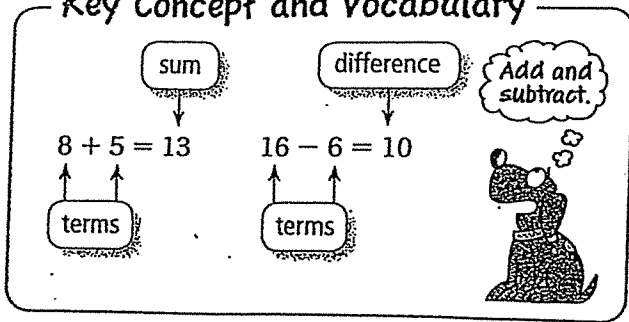 Key Concept and Vocabulary
sum
difference
Add and
subtract.
8 + 5 = 13
16 − 6 = 10
terms
terms